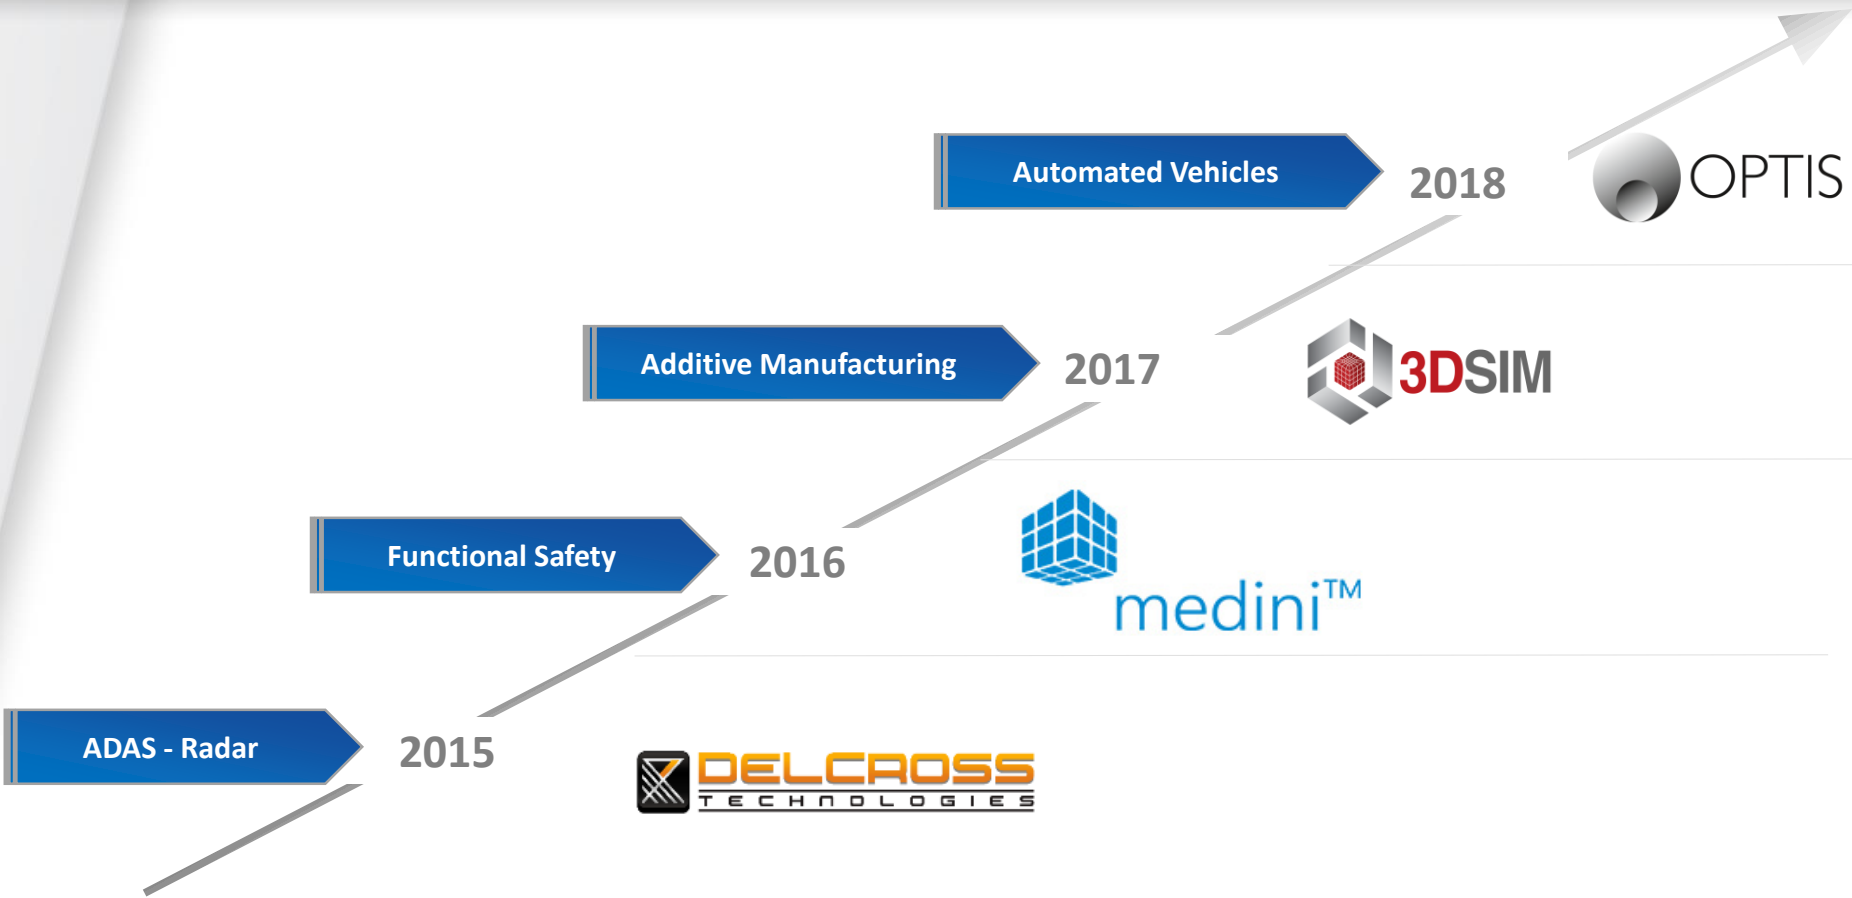 Automated Vehicles
2018
OPTIS
Additive Manufacturing
2017
3DSIM
Functional Safety
2016
medini™
ADAS - Radar
2015
DELCROSS
TECHNOLOGIES